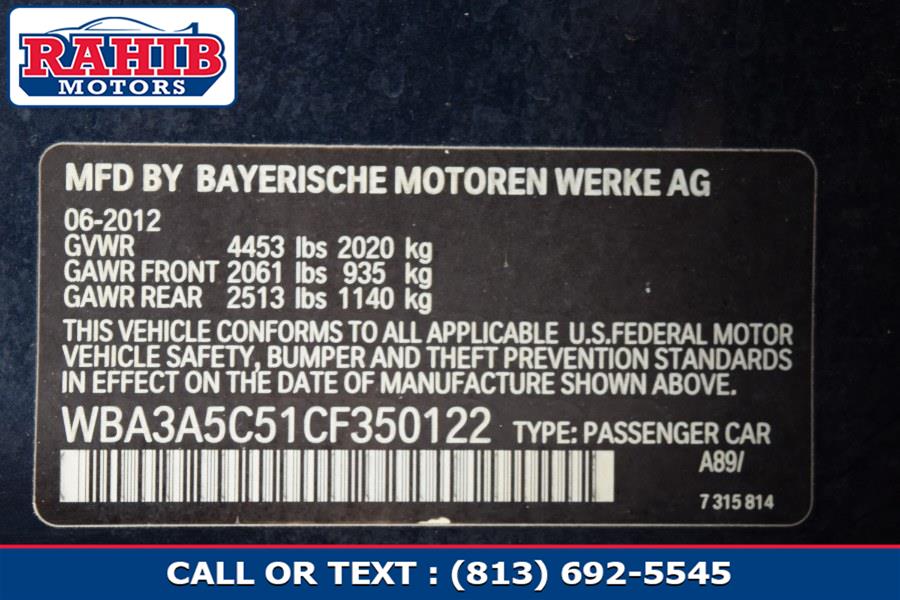 RAHIB
MOTORS
MFD BY BAYERISCHE MOTOREN WERKE AG
06-2012
GVWR 4453 lbs 2020 kg
GAWR FRONT 2061 lbs 935 kg
GAWR REAR 2513 lbs 1140 kg
THIS VEHICLE CONFORMS TO ALL APPLICABLE U.S.FEDERAL MOTOR
VEHICLE SAFETY, BUMPER AND THEFT PREVENTION STANDARDS
IN EFFECT ON THE DATE OF MANUFACTURE SHOWN ABOVE.
WBA3A5C51CF350122 TYPE: PASSENGER CAR
A89/
7 315 814
CALL OR TEXT : (813) 692-5545